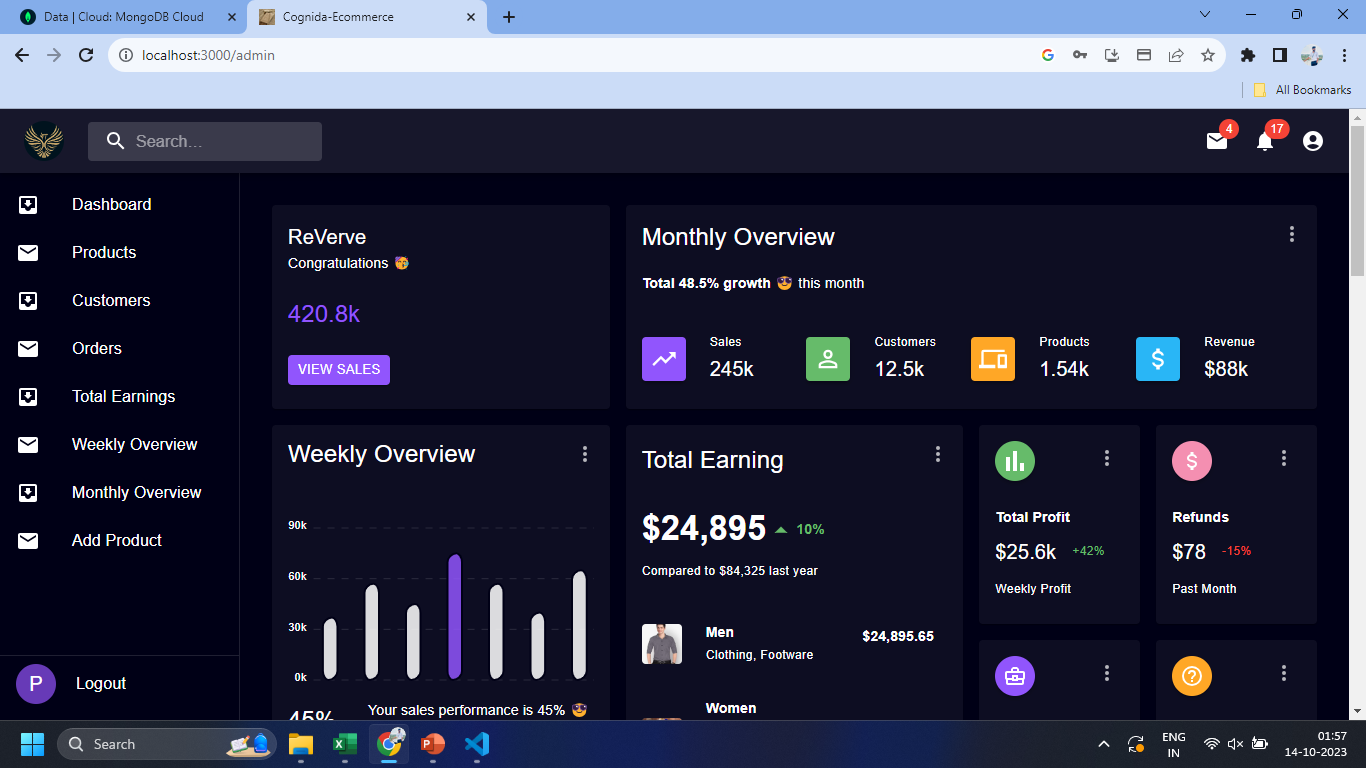 Data | Cloud: MongoDB Cloud
Cognida-Ecommerce
localhost:3000/admin
All Bookmarks
Search...
4
17
Dashboard
Products
Customers
Orders
Total Earnings
Weekly Overview
Monthly Overview
Add Product
P
Logout
ReVerve
Congratulations 🥳
420.8k
VIEW SALES
Monthly Overview
Total 48.5% growth 😎 this month
Sales
245k
Customers
12.5k
Products
1.54k
Revenue
$88k
Weekly Overview
90k
60k
30k
0k
45%
Your sales performance is 45% 😎
Total Earning
$24,895
10%
Compared to $84,325 last year
Men
Clothing, Footware
$24,895.65
Women
Total Profit
$25.6k +42%
Weekly Profit
Refunds
$78 -15%
Past Month
Search
ENG
IN
01:57
14-10-2023